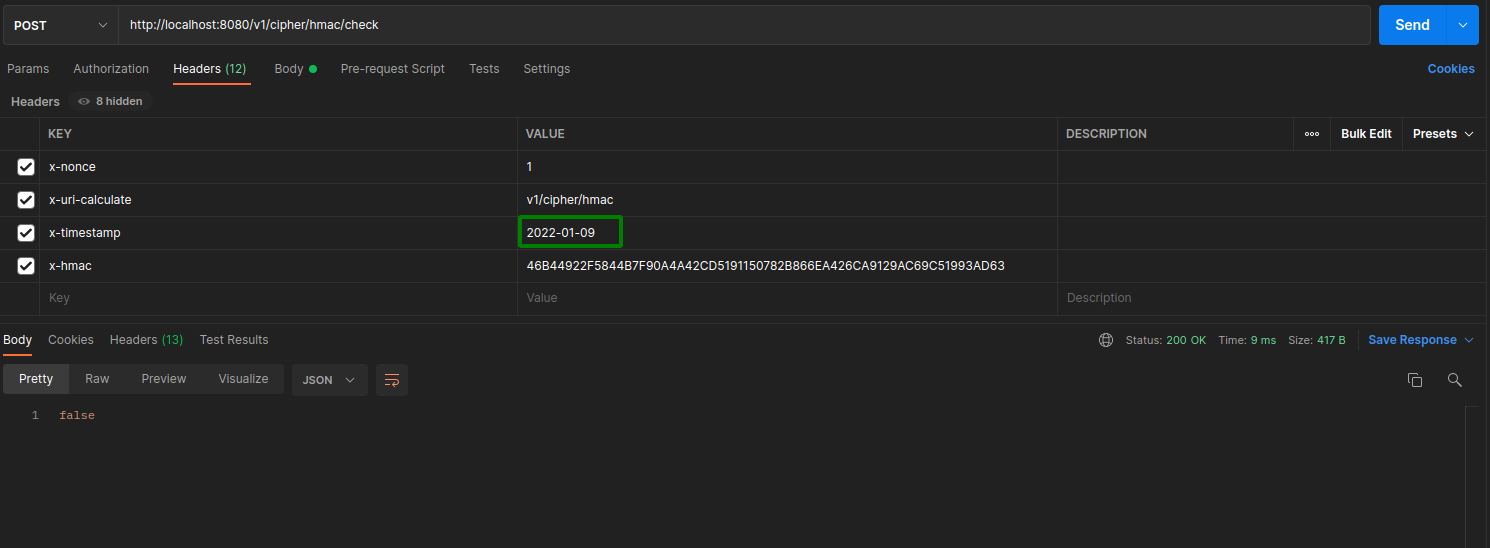 POST http://localhost:8080/v1/cipher/hmac/check Send
Params Authorization Headers (12) Body Pre-request Script Tests Settings Cookies
Headers 8 hidden
KEY VALUE DESCRIPTION Bulk Edit Presets
x-nonce 1
x-uri-calculate v1/cipher/hmac
x-timestamp 2022-01-09
x-hmac 46B44922F5844B7F90A4A42CD5191150782B866EA426CA9129AC69C51993AD63
Key Value Description
Body Cookies Headers (13) Test Results Status: 200 OK Time: 9 ms Size: 417 B Save Response
Pretty Raw Preview Visualize JSON
1 false